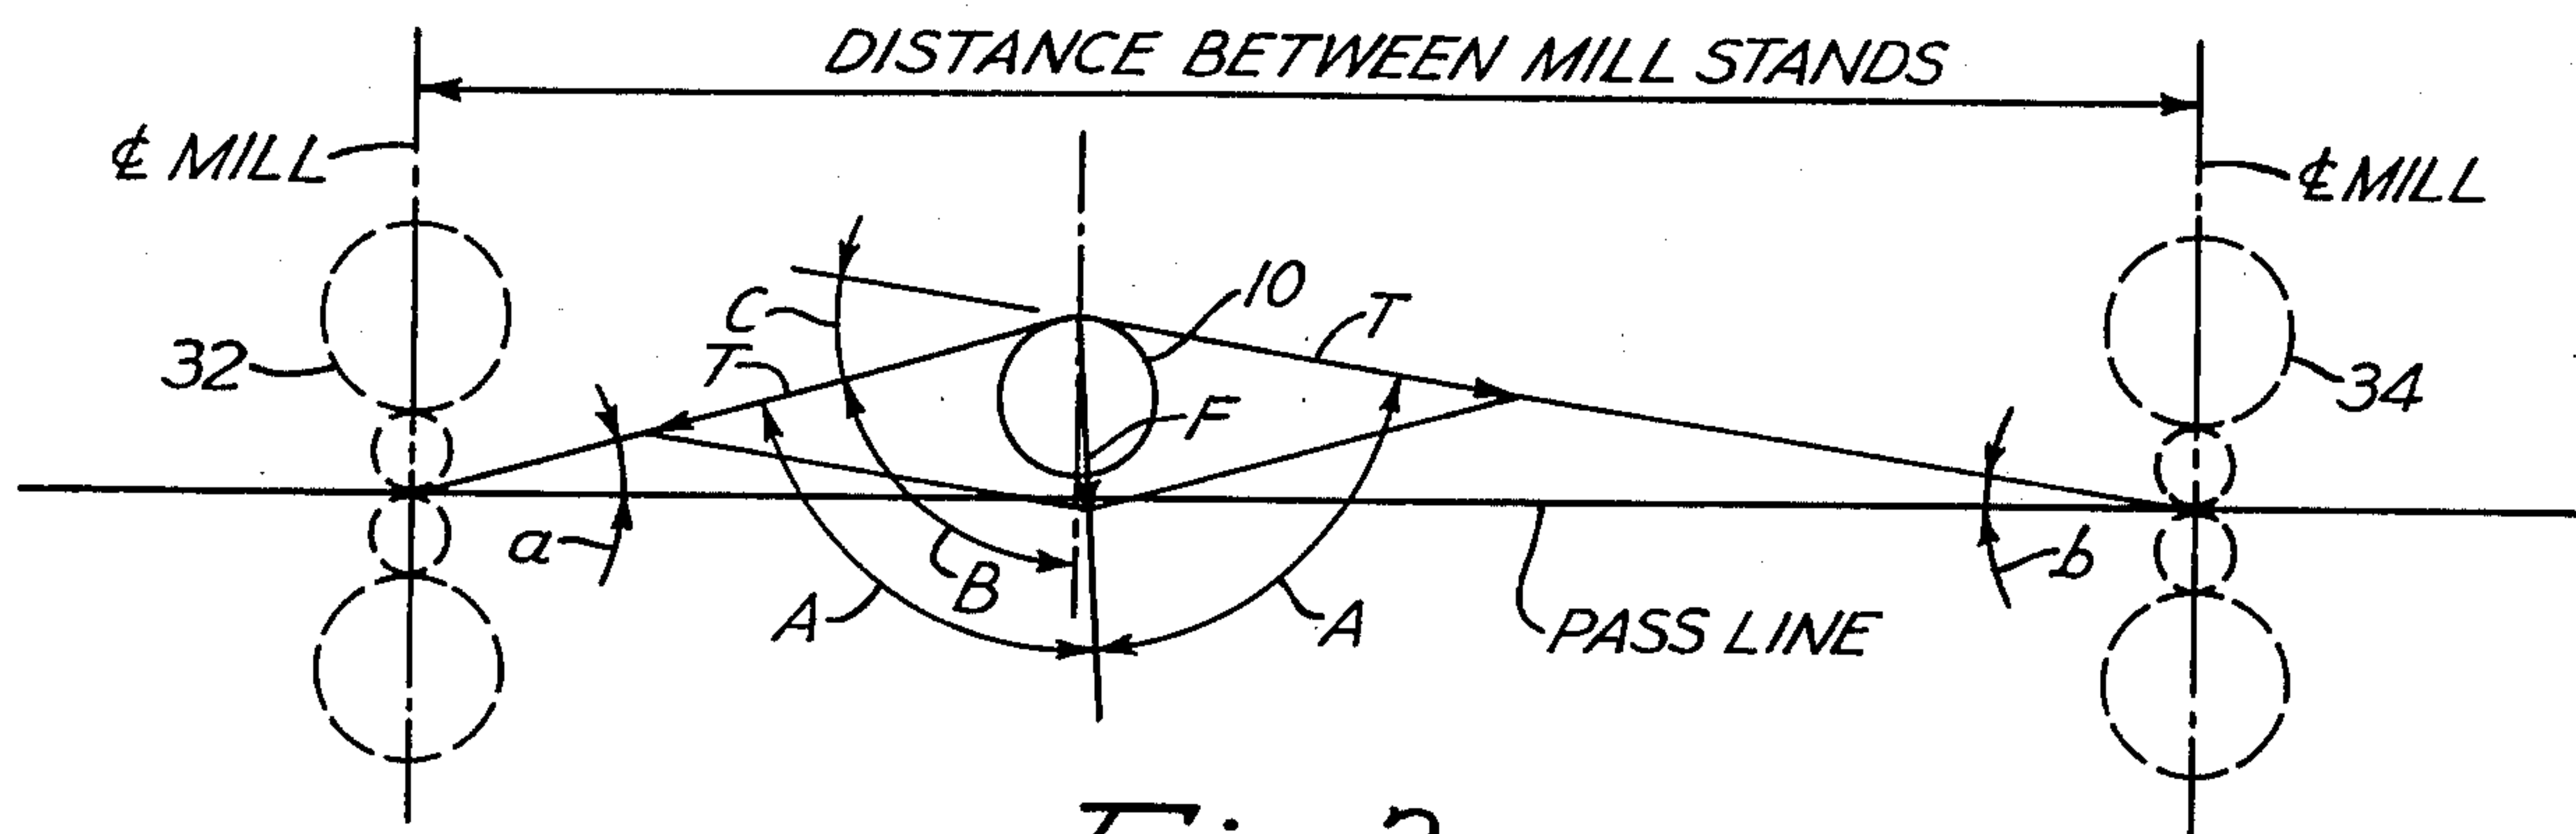 DISTANCE BETWEEN MILL STANDS
℄ MILL
℄ MILL
C
10
T
T
32
F
34
a
B
b
A
A
PASS LINE